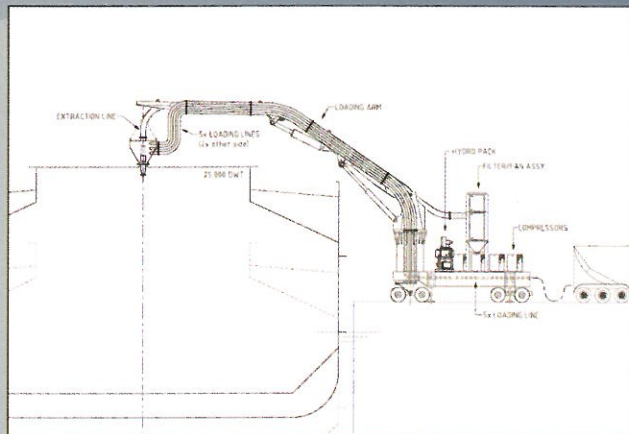 EXTRACTION LINE
LOADING ARM
5x LOADING LINES
(2x other side)
HYDRO PACK
FILTER/FAN ASSY.
25 000 DWT
COMPRESSORS
5x LOADING LINE